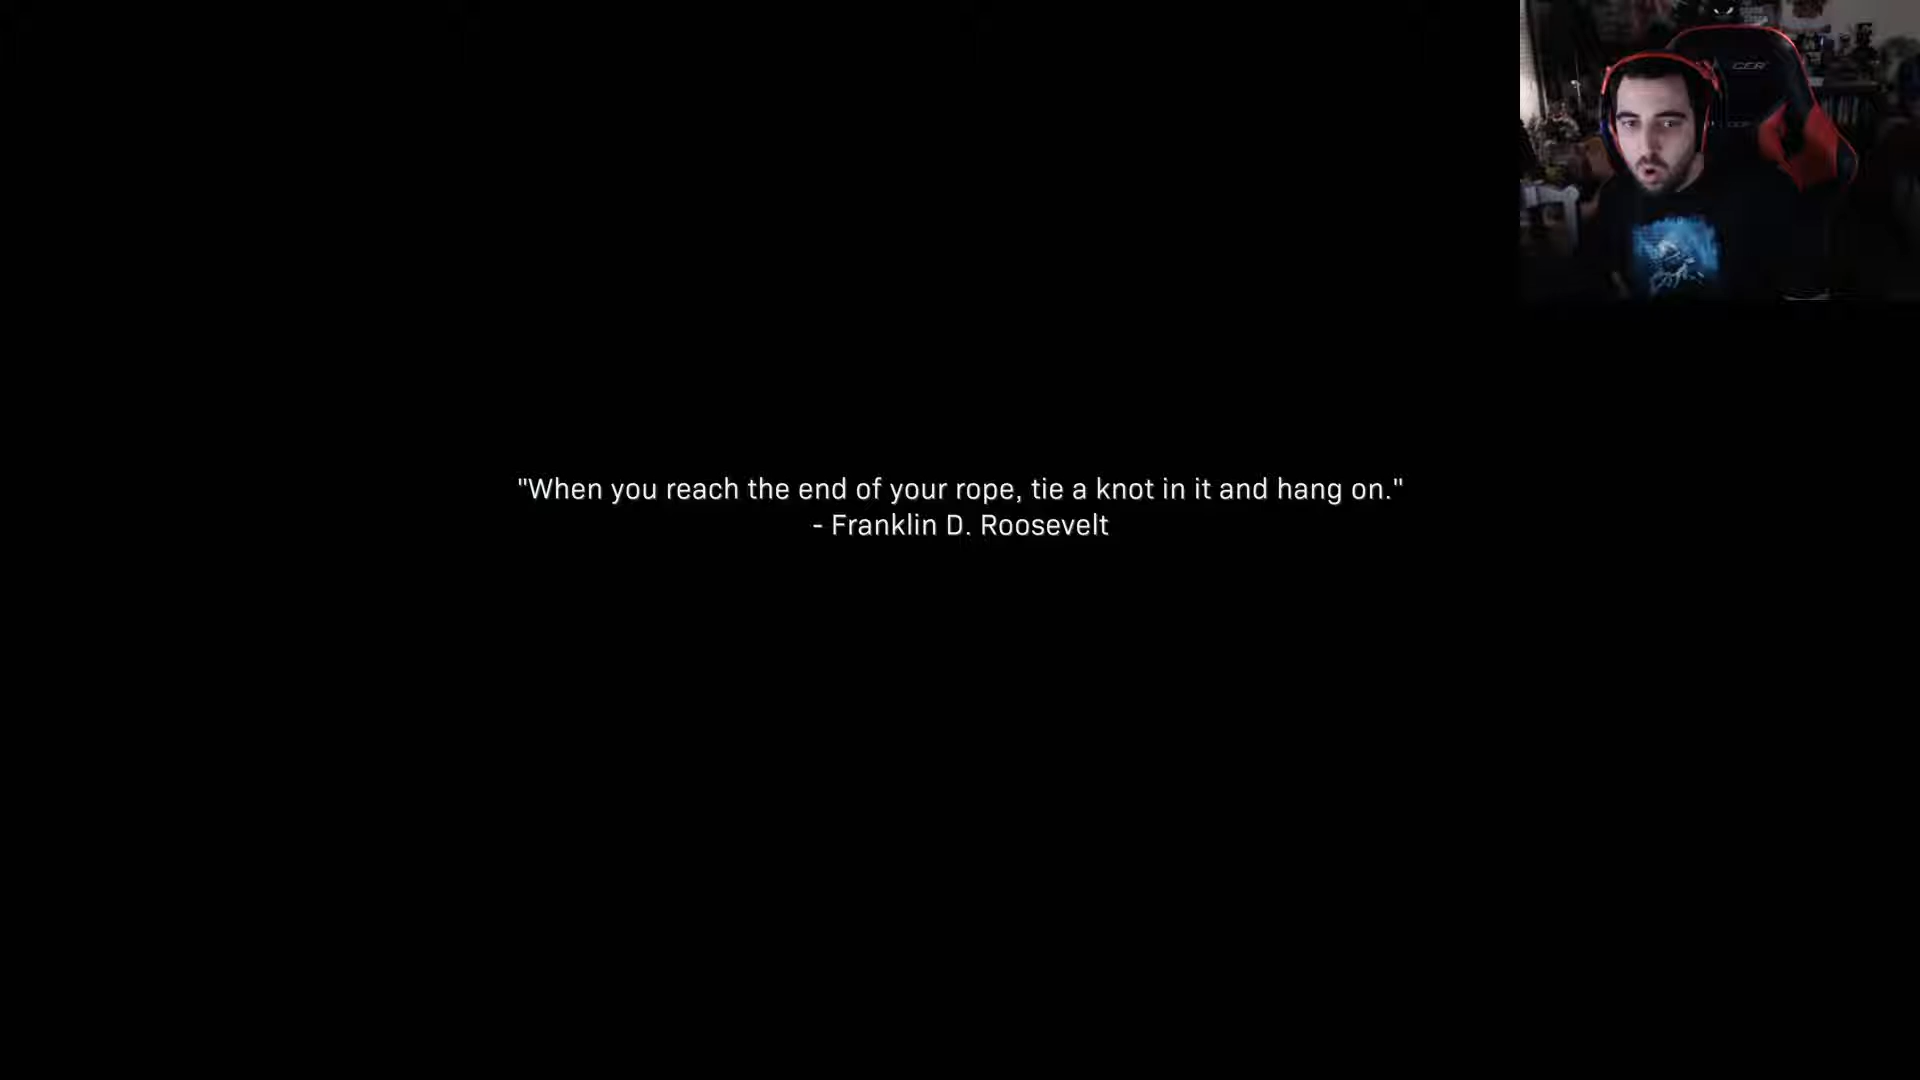 "When you reach the end of your rope, tie a knot in it and hang on."
- Franklin D. Roosevelt